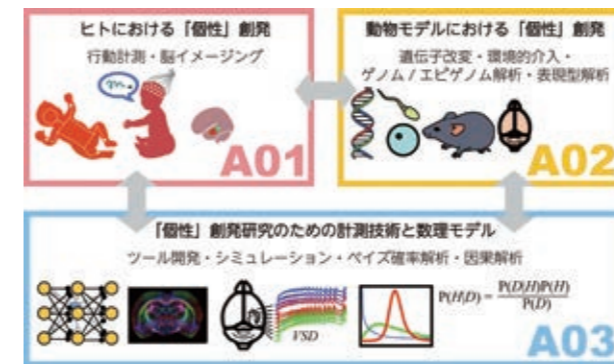 ヒトにおける「個性」創発
行動計測・脳イメージング
A01
動物モデルにおける「個性」創発
遺伝子改変・環境的介入・
ゲノム/エピゲノム解析・表現型解析
A02
「個性」創発研究のための計測技術と数理モデル
ツール開発・シミュレーション・ベイズ確率解析・因果解析
VSD
P(H|D) = P(D|H)P(H)
P(D)
A03